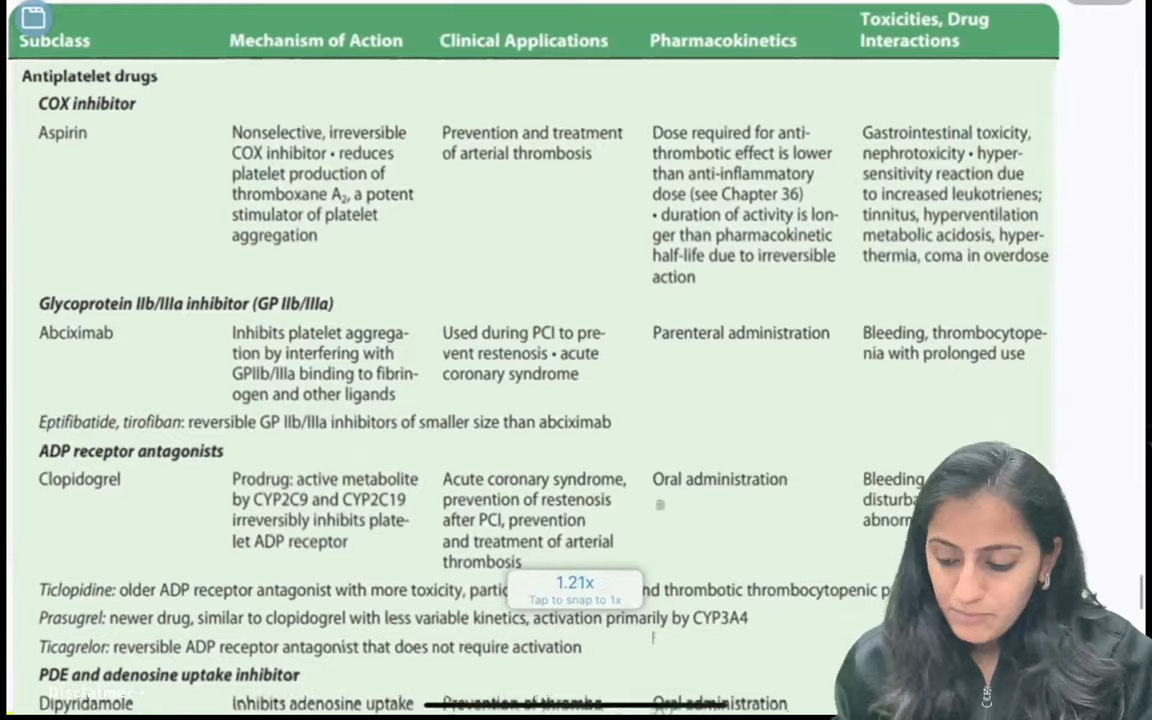 Subclass
Mechanism of Action
Clinical Applications
Pharmacokinetics
Toxicities, Drug
Interactions
Antiplatelet drugs
COX inhibitor
Aspirin
Nonselective, irreversible
COX inhibitor • reduces
platelet production of
thromboxane A₂, a potent
stimulator of platelet
aggregation
Prevention and treatment
of arterial thrombosis
Dose required for anti-
thrombotic effect is lower
than anti-inflammatory
dose (see Chapter 36)
• duration of activity is lon-
ger than pharmacokinetic
half-life due to irreversible
action
Gastrointestinal toxicity,
nephrotoxicity • hyper-
sensitivity reaction due
to increased leukotrienes;
tinnitus, hyperventilation
metabolic acidosis, hyper-
thermia, coma in overdose
Glycoprotein IIb/IIIa inhibitor (GP IIb/IIIa)
Abciximab
Inhibits platelet aggrega-
tion by interfering with
GPIIb/IIIa binding to fibrin-
ogen and other ligands
Used during PCI to pre-
vent restenosis • acute
coronary syndrome
Parenteral administration
Bleeding, thrombocytope-
nia with prolonged use
Eptifibatide, tirofiban: reversible GP IIb/IIIa inhibitors of smaller size than abciximab
ADP receptor antagonists
Clopidogrel
Prodrug: active metabolite
by CYP2C9 and CYP2C19
irreversibly inhibits plate-
let ADP receptor
Acute coronary syndrome,
prevention of restenosis
after PCI, prevention
and treatment of arterial
thrombosis
Oral administration
Bleeding
disturba
abnorm
1.21x
Tap to snap to 1x
Ticlopidine: older ADP receptor antagonist with more toxicity, partic nd thrombotic thrombocytopenic p
Prasugrel: newer drug, similar to clopidogrel with less variable kinetics, activation primarily by CYP3A4
Ticagrelor: reversible ADP receptor antagonist that does not require activation
PDE and adenosine uptake inhibitor
Disclaimer -
Dipyridamole
Inhibits adenosine uptake
Prevention of thrombo
Oral administration